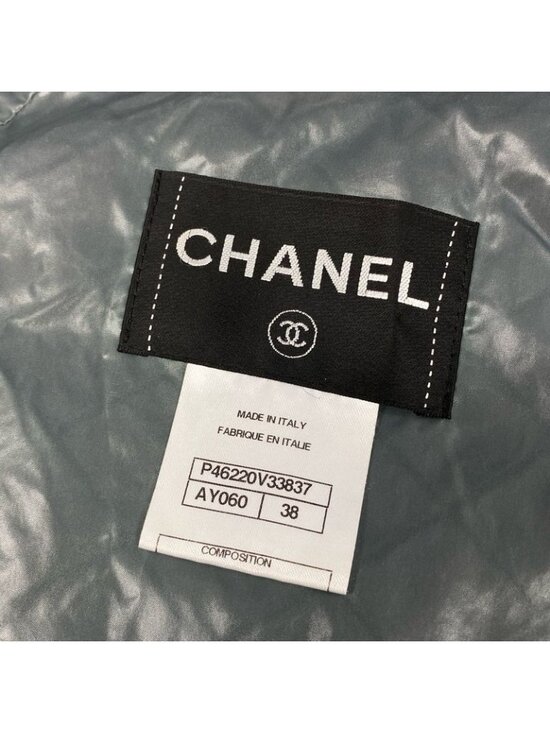 CHANEL
MADE IN ITALY
FABRIQUE EN ITALIE
P46220V33837
AY060 38
COMPOSITION